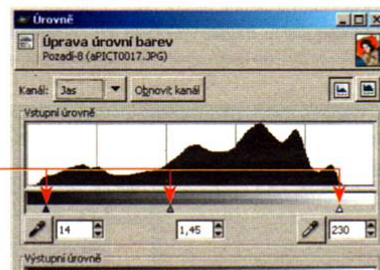 Úrovně
Úprava úrovní barev
Pozadí-8 (aPICT0017.JPG)
Kanál: Jas Obnovit kanál
Vstupní úrovně
14 1,45 230
Výstupní úrovně